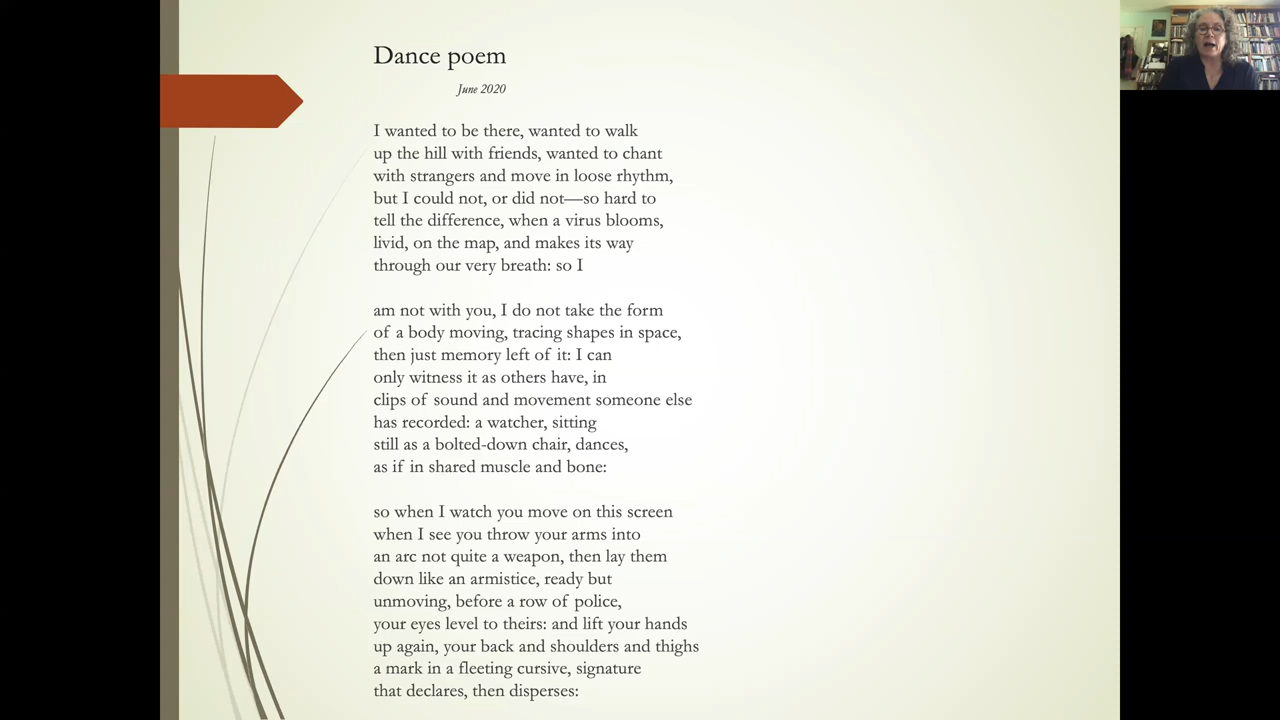 Dance poem
June 2020
I wanted to be there, wanted to walk
up the hill with friends, wanted to chant
with strangers and move in loose rhythm,
but I could not, or did not—so hard to
tell the difference, when a virus blooms,
livid, on the map, and makes its way
through our very breath: so I
am not with you, I do not take the form
of a body moving, tracing shapes in space,
then just memory left of it: I can
only witness it as others have, in
clips of sound and movement someone else
has recorded: a watcher, sitting
still as a bolted-down chair, dances,
as if in shared muscle and bone:
so when I watch you move on this screen
when I see you throw your arms into
an arc not quite a weapon, then lay them
down like an armistice, ready but
unmoving, before a row of police,
your eyes level to theirs: and lift your hands
up again, your back and shoulders and thighs
a mark in a fleeting cursive, signature
that declares, then disperses: